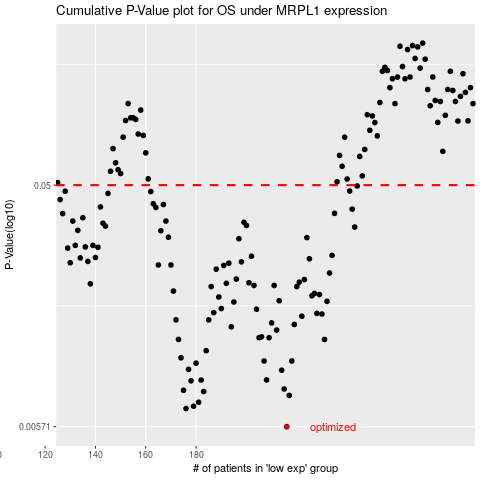 Cumulative P-Value plot for OS under MRPL1 expression
P-Value(log10)
0.05
0.00571
optimized
0 120 140 160 180
# of patients in 'low exp' group